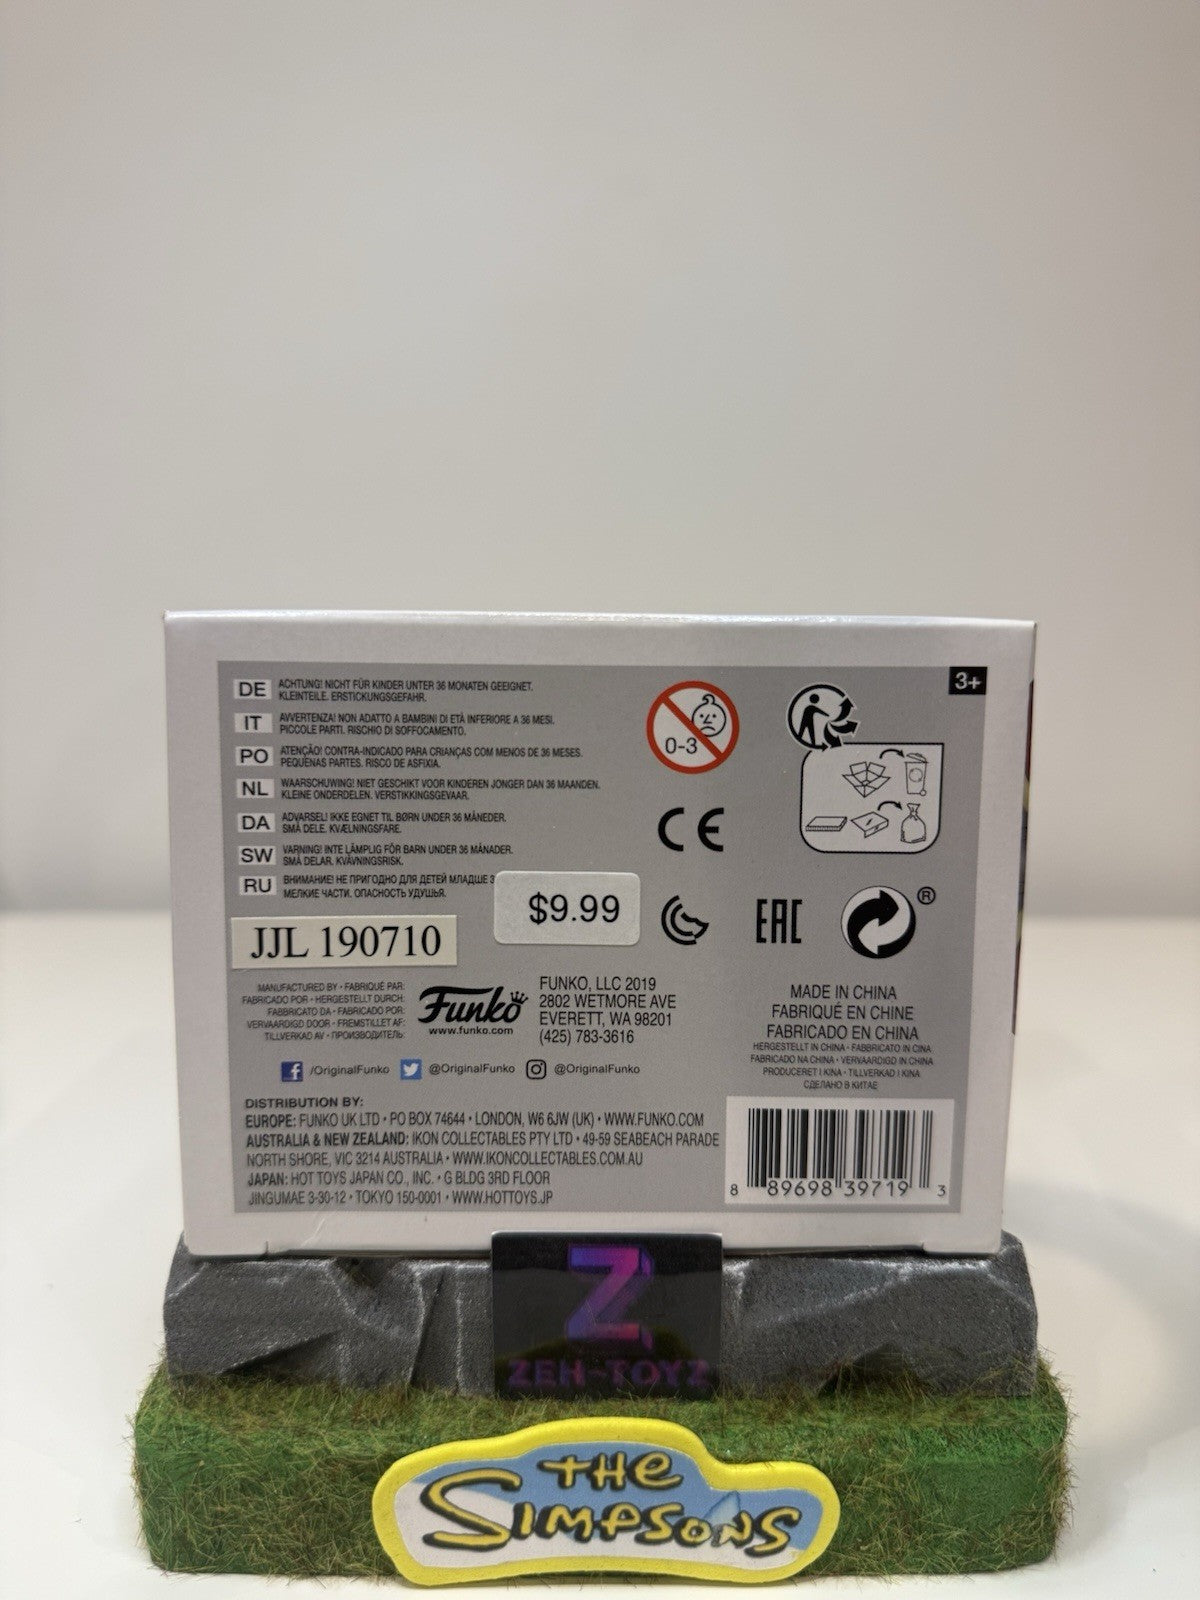 DE ACHTUNG! NICHT FÜR KINDER UNTER 36 MONATEN GEEIGNET.
KLEINTEILE. ERSTICKUNGSGEFAHR.
IT AVVERTENZA! NON ADATTO A BAMBINI DI ETÀ INFERIORE A 36 MESI.
PICCOLE PARTI. RISCHIO DI SOFFOCAMENTO.
PO ATENÇÃO! CONTRA-INDICADO PARA CRIANÇAS COM MENOS DE 36 MESES.
PEQUENAS PARTES. RISCO DE ASFIXIA.
NL WAARSCHUWING! NIET GESCHIKT VOOR KINDEREN JONGER DAN 36 MAANDEN.
KLEINE ONDERDELEN. VERSTIKKINGSGEVAAR.
DA ADVARSEL! IKKE EGNET TIL BØRN UNDER 36 MÅNEDER.
SMÅ DELE. KVÆLNINGSFARE.
SW VARNING! INTE LÄMPLIG FÖR BARN UNDER 36 MÅNADER.
SMÅ DELAR. KVÄVNINGSRISK.
RU ВНИМАНИЕ! НЕ ПРИГОДНО ДЛЯ ДЕТЕЙ МЛАДШЕ 3
МЕЛКИЕ ЧАСТИ. ОПАСНОСТЬ УДУШЬЯ.
0-3
3+
CE
EAC
®
$9.99
JJL 190710
MANUFACTURED BY • FABRIQUÉ PAR:
FABRICADO POR • HERGESTELLT DURCH:
FABBRICATO DA • FABRICADO POR:
VERVAARDIGD DOOR • FREMSTILLET AF:
TILLVERKAD AV • ПРОИЗВОДИТЕЛЬ:
Funko
www.funko.com
FUNKO, LLC 2019
2802 WETMORE AVE
EVERETT, WA 98201
(425) 783-3616
MADE IN CHINA
FABRIQUÉ EN CHINE
FABRICADO EN CHINA
HERGESTELLT IN CHINA • FABBRICATO IN CINA
FABRICADO NA CHINA • VERVAARDIGD IN CHINA
PRODUCERET I KINA • TILLVERKAD I KINA
СДЕЛАНО В КИТАЕ
/OriginalFunko @OriginalFunko @OriginalFunko
DISTRIBUTION BY:
EUROPE: FUNKO UK LTD • PO BOX 74644 • LONDON, W6 6JW (UK) • WWW.FUNKO.COM
AUSTRALIA & NEW ZEALAND: IKON COLLECTABLES PTY LTD • 49-59 SEABEACH PARADE
NORTH SHORE, VIC 3214 AUSTRALIA • WWW.IKONCOLLECTABLES.COM.AU
JAPAN: HOT TOYS JAPAN CO., INC. • G BLDG 3RD FLOOR
JINGUMAE 3-30-12 • TOKYO 150-0001 • WWW.HOTTOYS.JP
8 89698 39719 3
Z
ZEH-TOYZ
THE
SIMPSONS